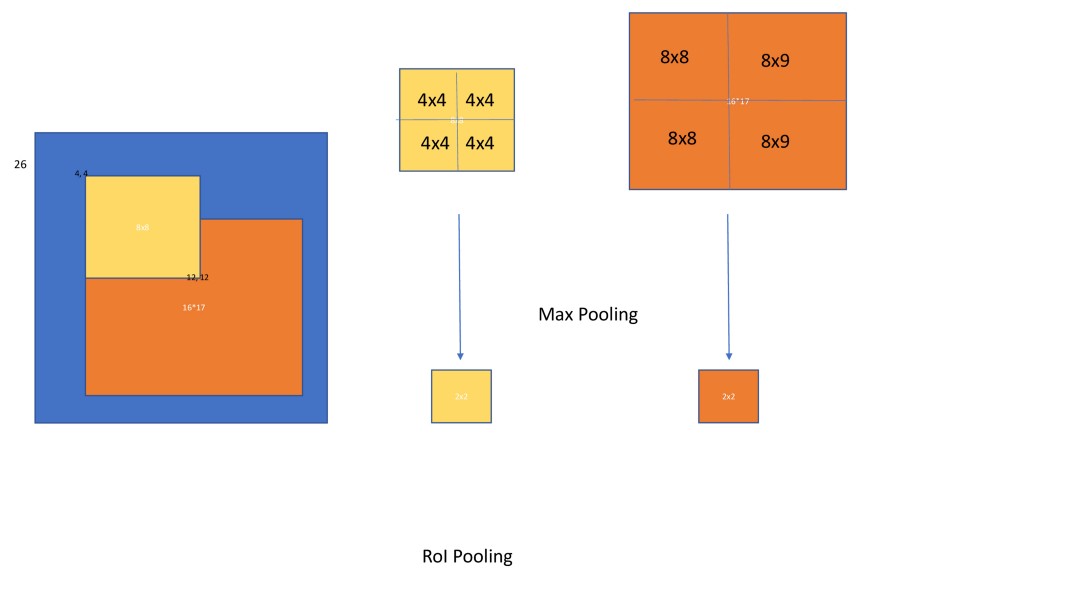 26
4, 4
8x8
12, 12
16*17
4x4 4x4
4x4 4x4
8x8 8x9
16*17
8x8 8x9
Max Pooling
2x2
2x2
RoI Pooling